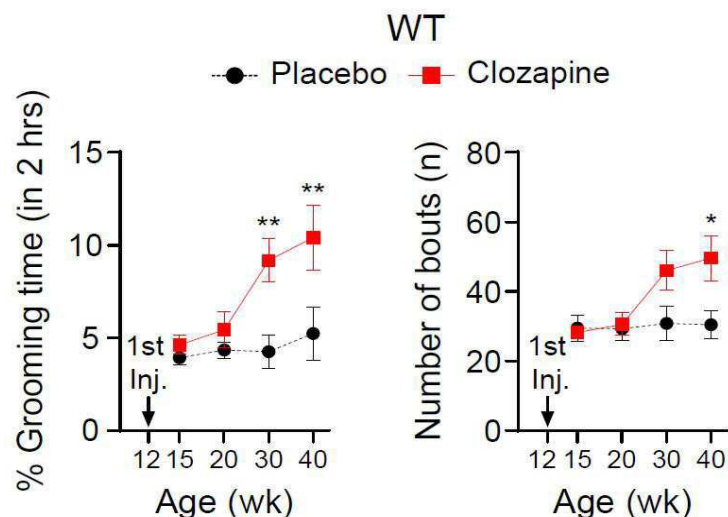 WT
Placebo Clozapine
% Grooming time (in 2 hrs)
15
10
5
0
**
**
1st
Inj.
12 15 20 30 40
Age (wk)
Number of bouts (n)
80
60
40
20
0
*
1st
Inj.
12 15 20 30 40
Age (wk)